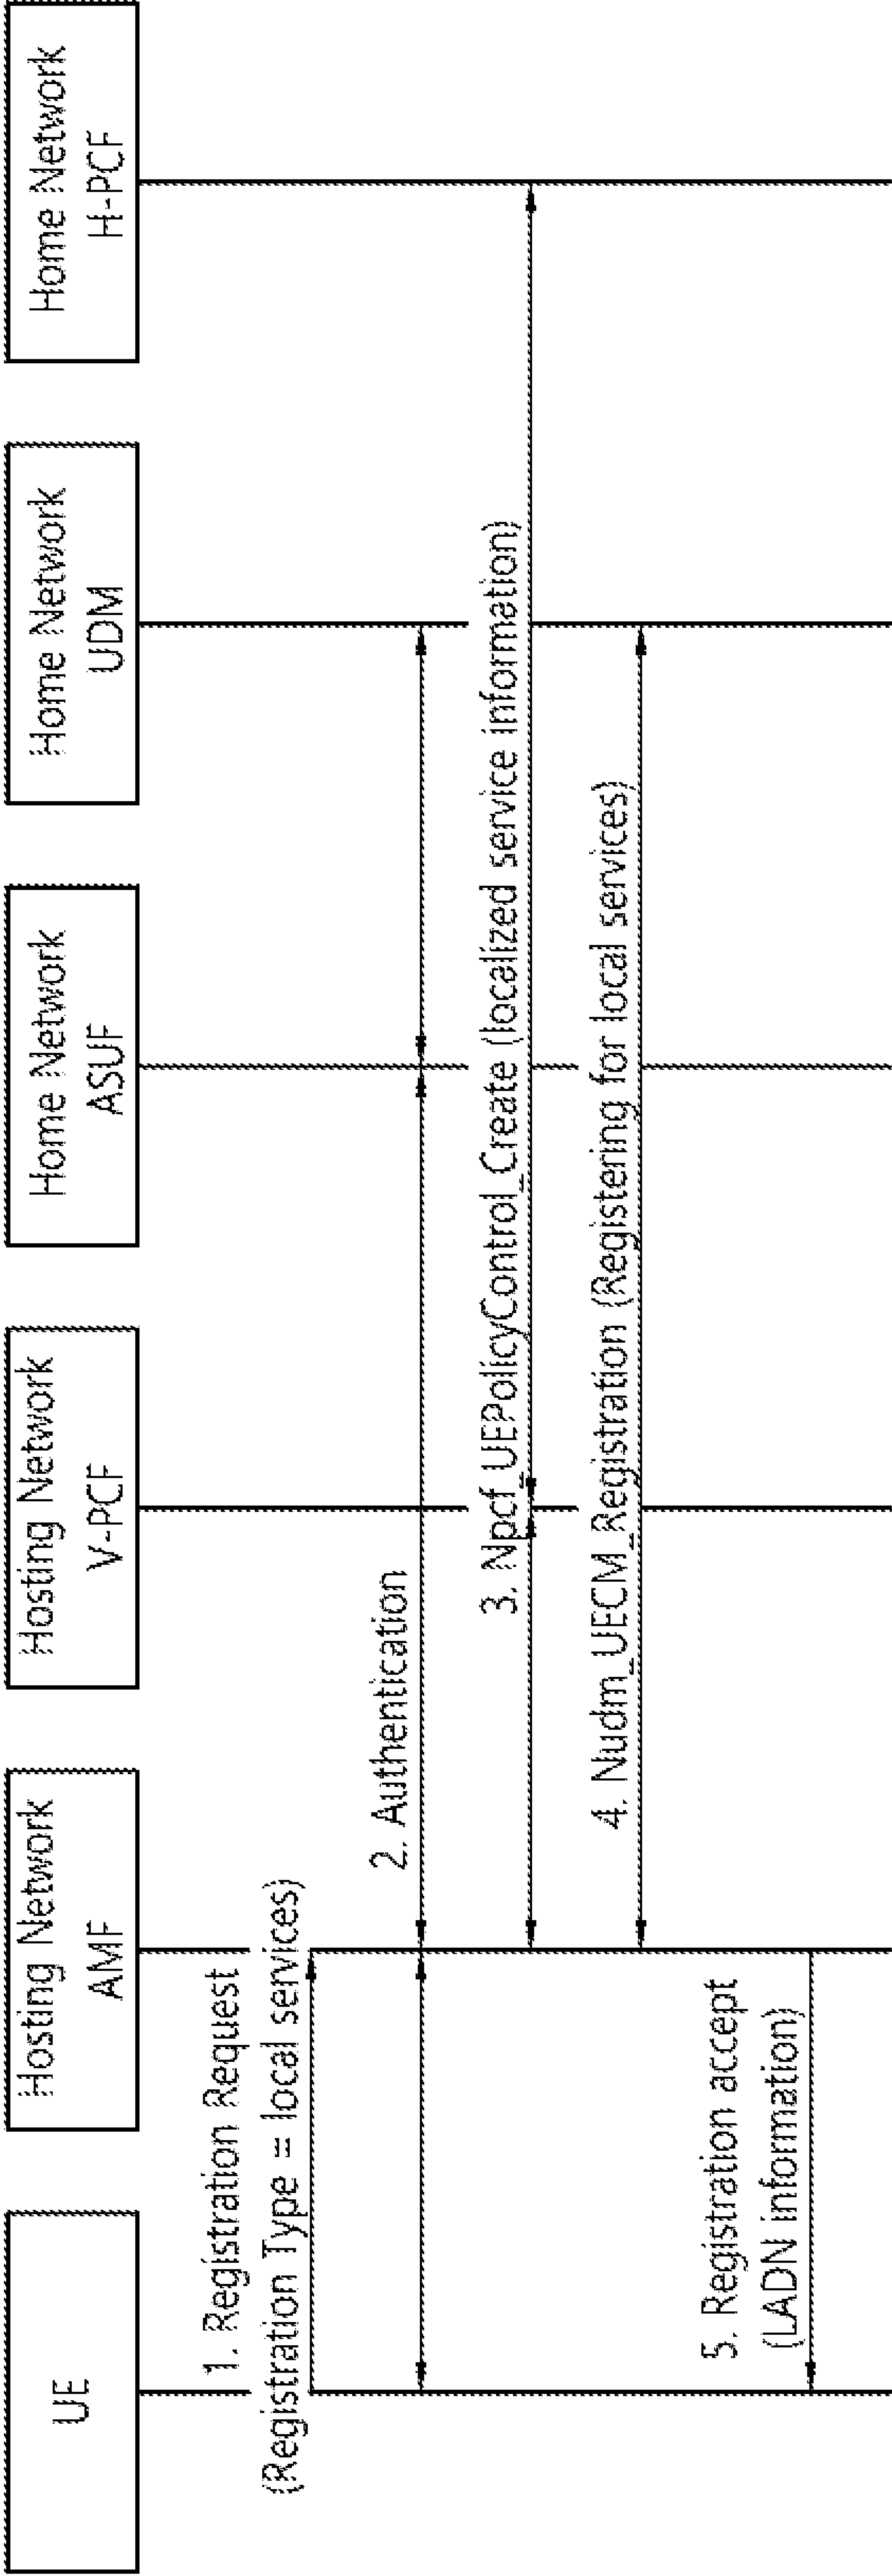 UE
Hosting Network
AMF
Hosting Network
V-PCF
Home Network
ASUF
Home Network
UDM
Home Network
H-PCF
1. Registration Request
(Registration Type = local services)
2. Authentication
3. Npcf_UEPolicyControl_Create (localized service information)
4. Nudm_UECM_Registration (Registering for local services)
5. Registration accept
(LADN information)